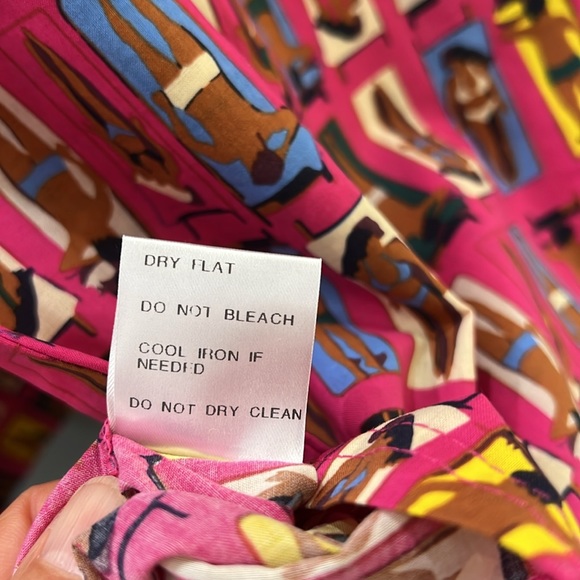 DRY FLAT
DO NOT BLEACH
COOL IRON IF
NEEDED
DO NOT DRY CLEAN